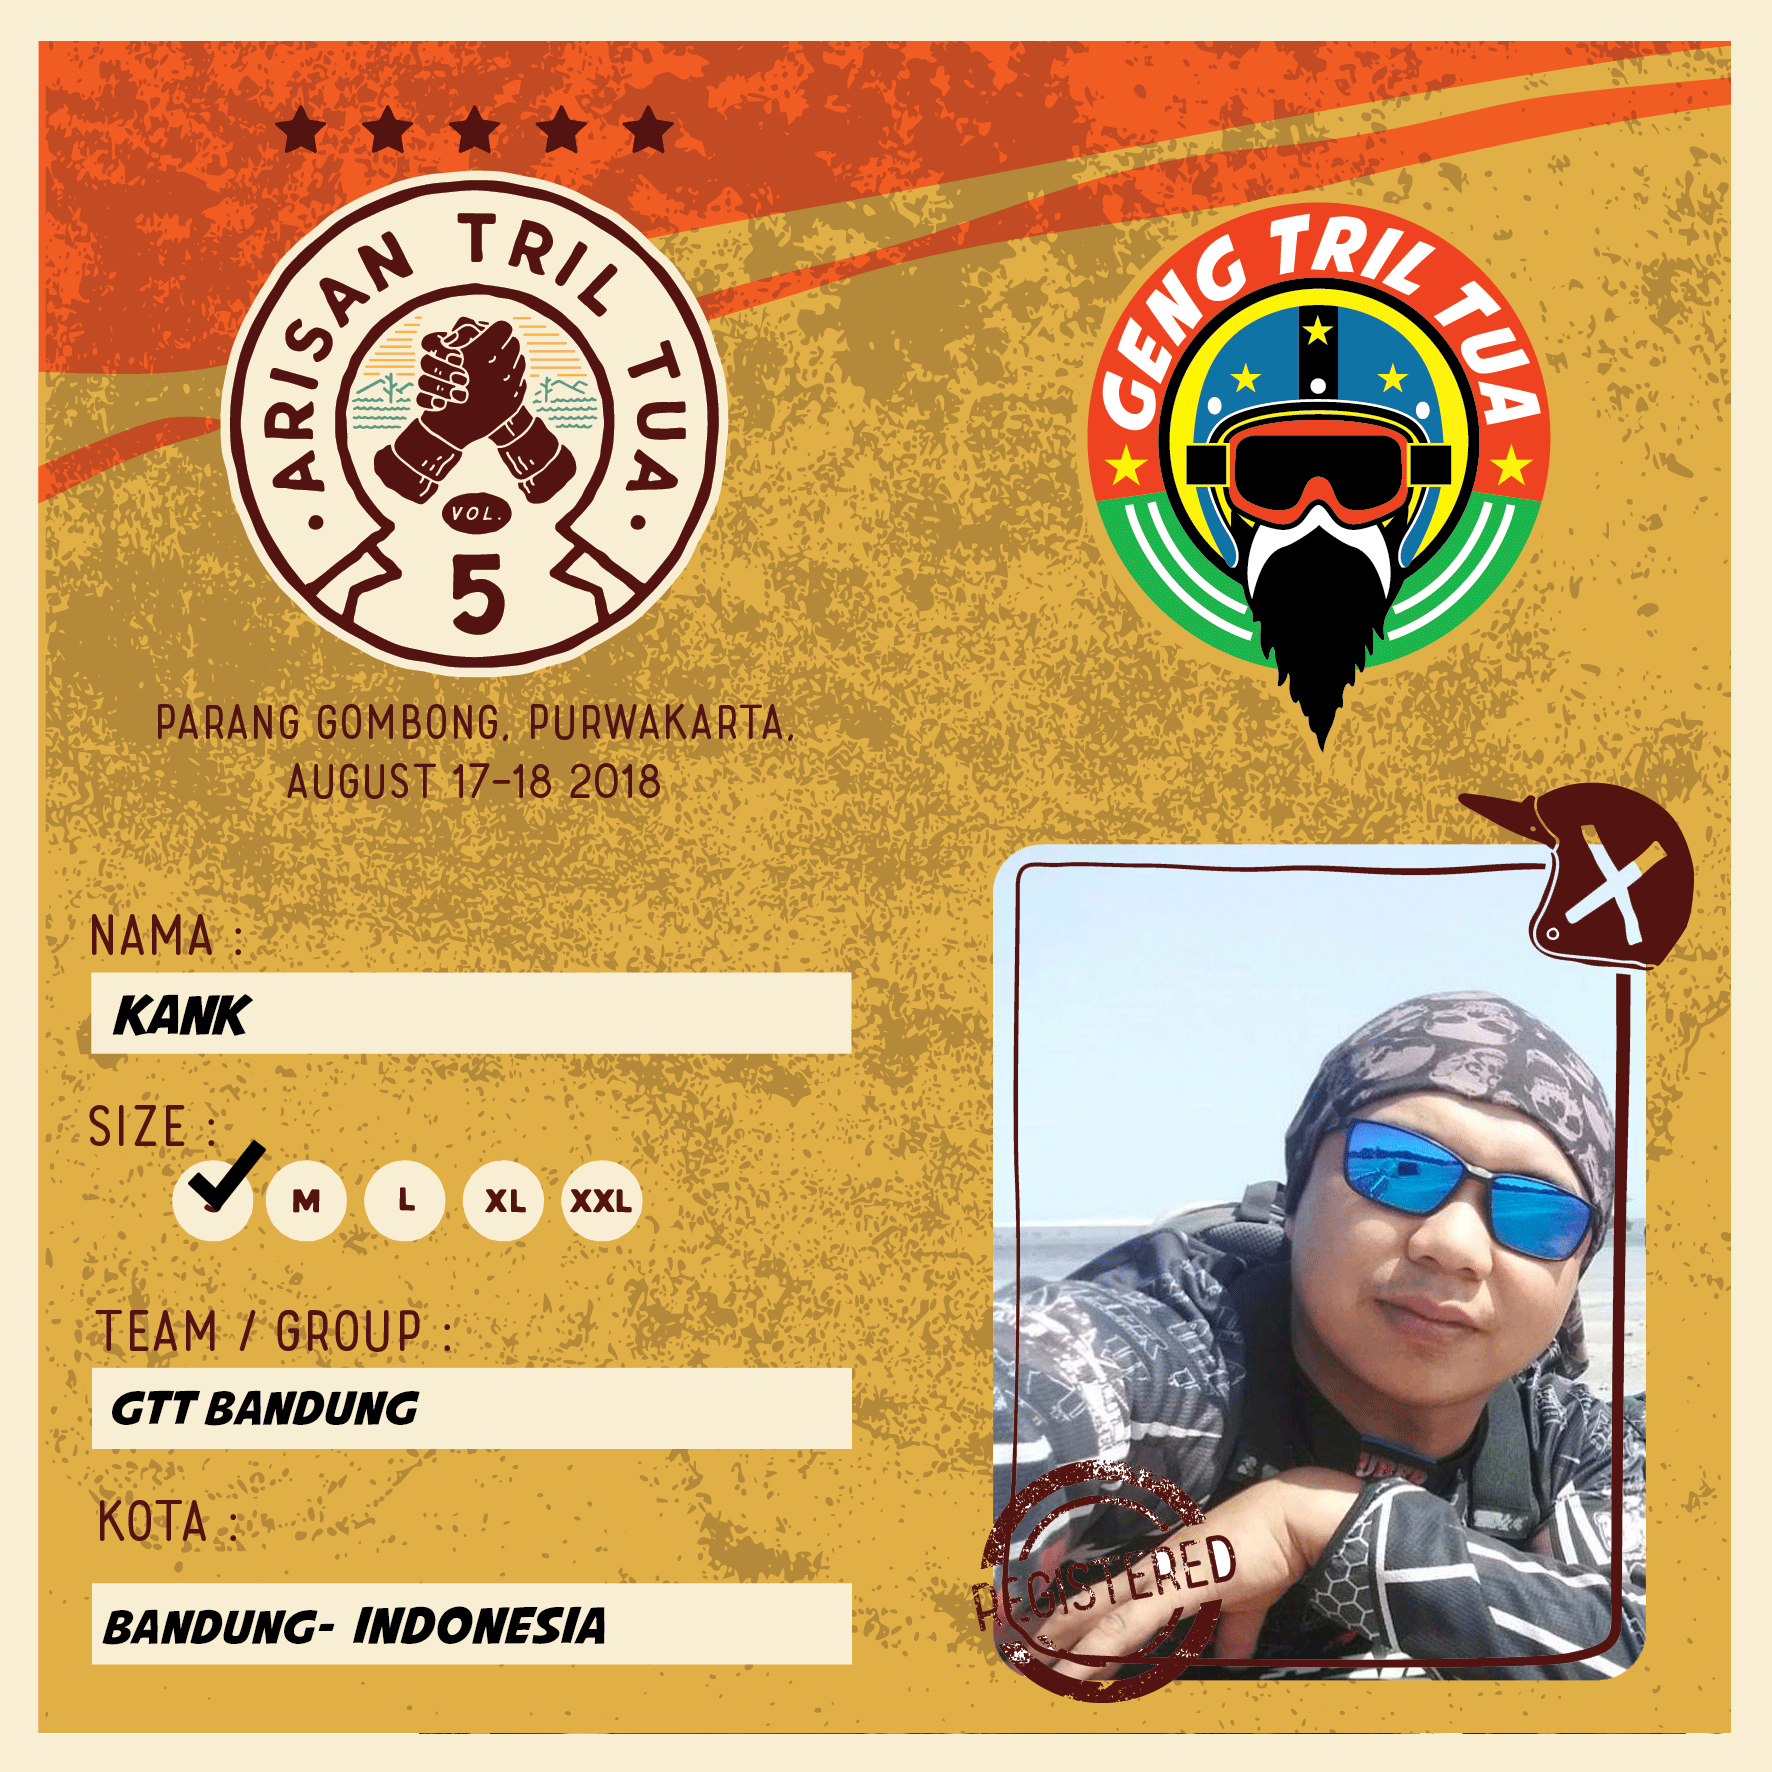 ARISAN TRIL TUA
VOL.
5
GENG TRIL TUA
PARANG GOMBONG, PURWAKARTA,
AUGUST 17-18 2018
NAMA :
KANK
SIZE :
S M L XL XXL
TEAM / GROUP :
GTT BANDUNG
KOTA :
BANDUNG- INDONESIA
REGISTERED